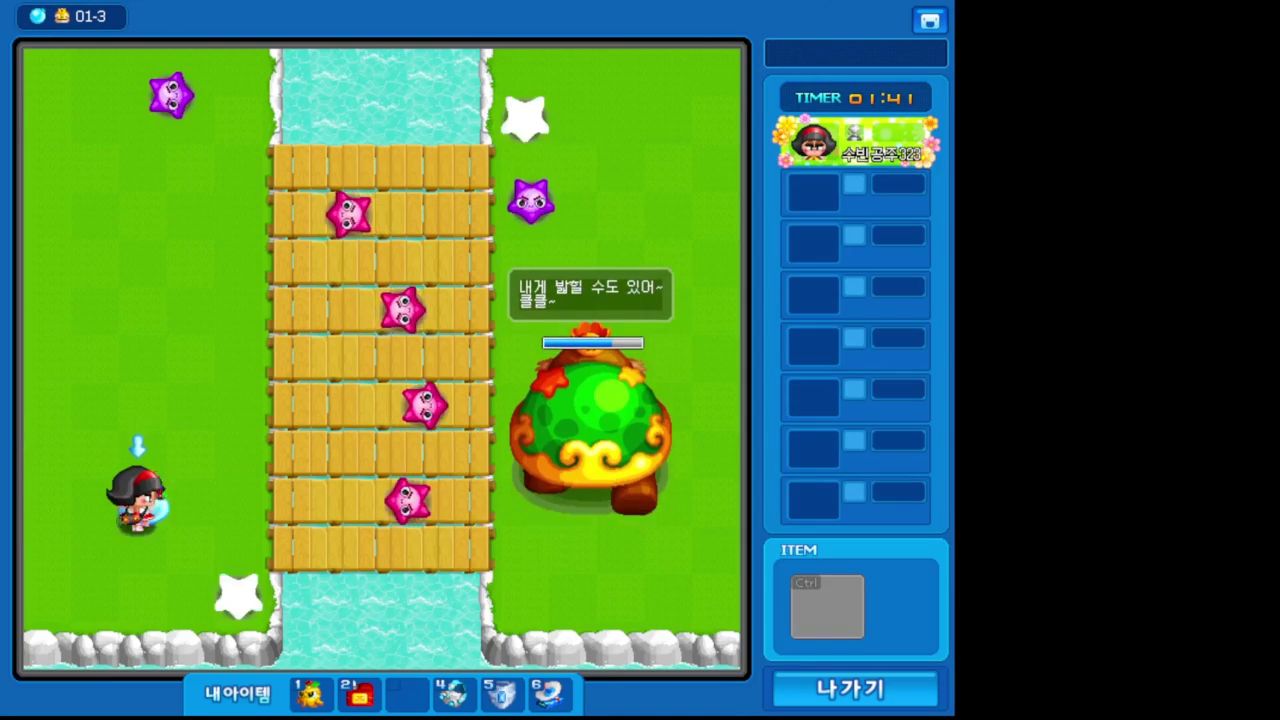 01-3
TIMER 01:41
수빈공주323
내게 밟힐 수도 있어~
클클~
ITEM
Ctrl
내아이템
1
2
4
5
6
나가기